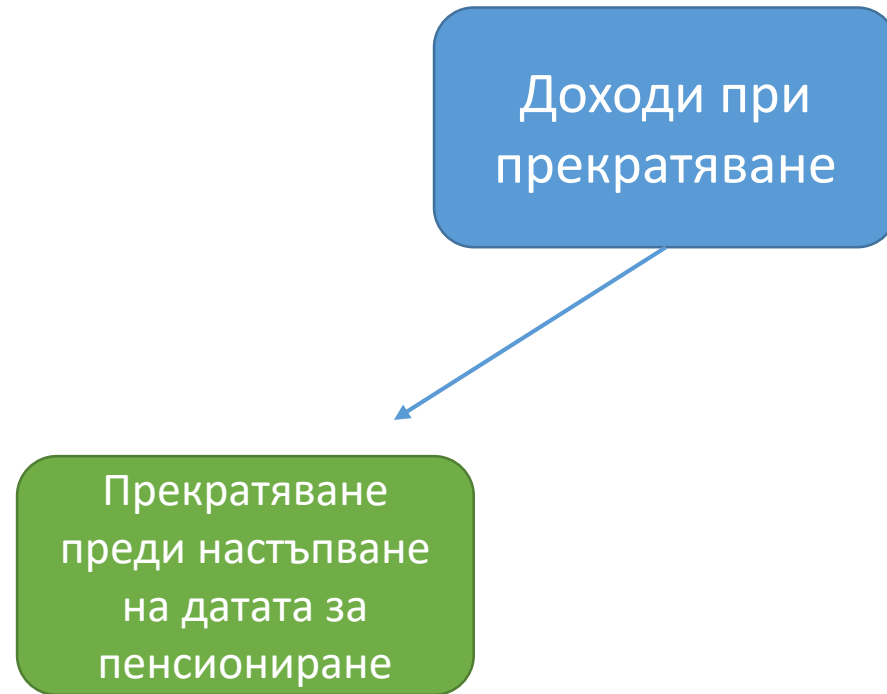 Доходи при
прекратяване
Прекратяване
преди настъпване
на датата за
пенсиониране